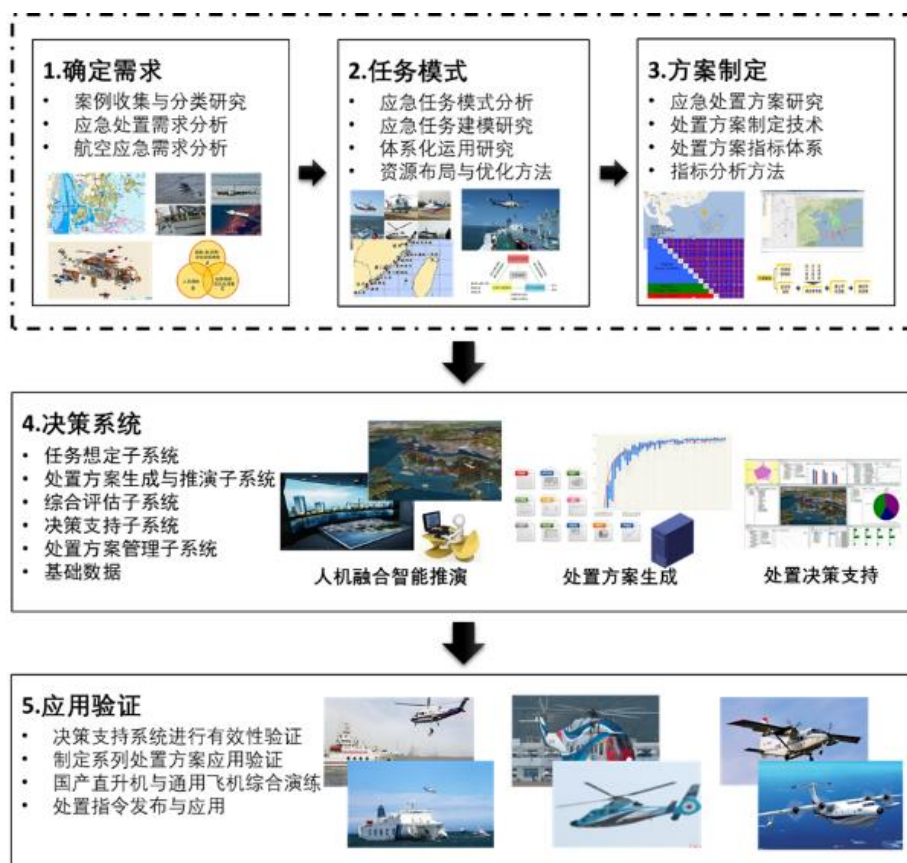 1.确定需求
• 案例收集与分类研究
• 应急处置需求分析
• 航空应急需求分析
2.任务模式
• 应急任务模式分析
• 应急任务建模研究
• 体系化运用研究
• 资源布局与优化方法
3.方案制定
• 应急处置方案研究
• 处置方案制定技术
• 处置方案指标体系
• 指标分析方法
4.决策系统
• 任务想定子系统
• 处置方案生成与推演子系统
• 综合评估子系统
• 决策支持子系统
• 处置方案管理子系统
• 基础数据
人机融合智能推演
处置方案生成
处置决策支持
5.应用验证
• 决策支持系统进行有效性验证
• 制定系列处置方案应用验证
• 国产直升机与通用飞机综合演练
• 处置指令发布与应用